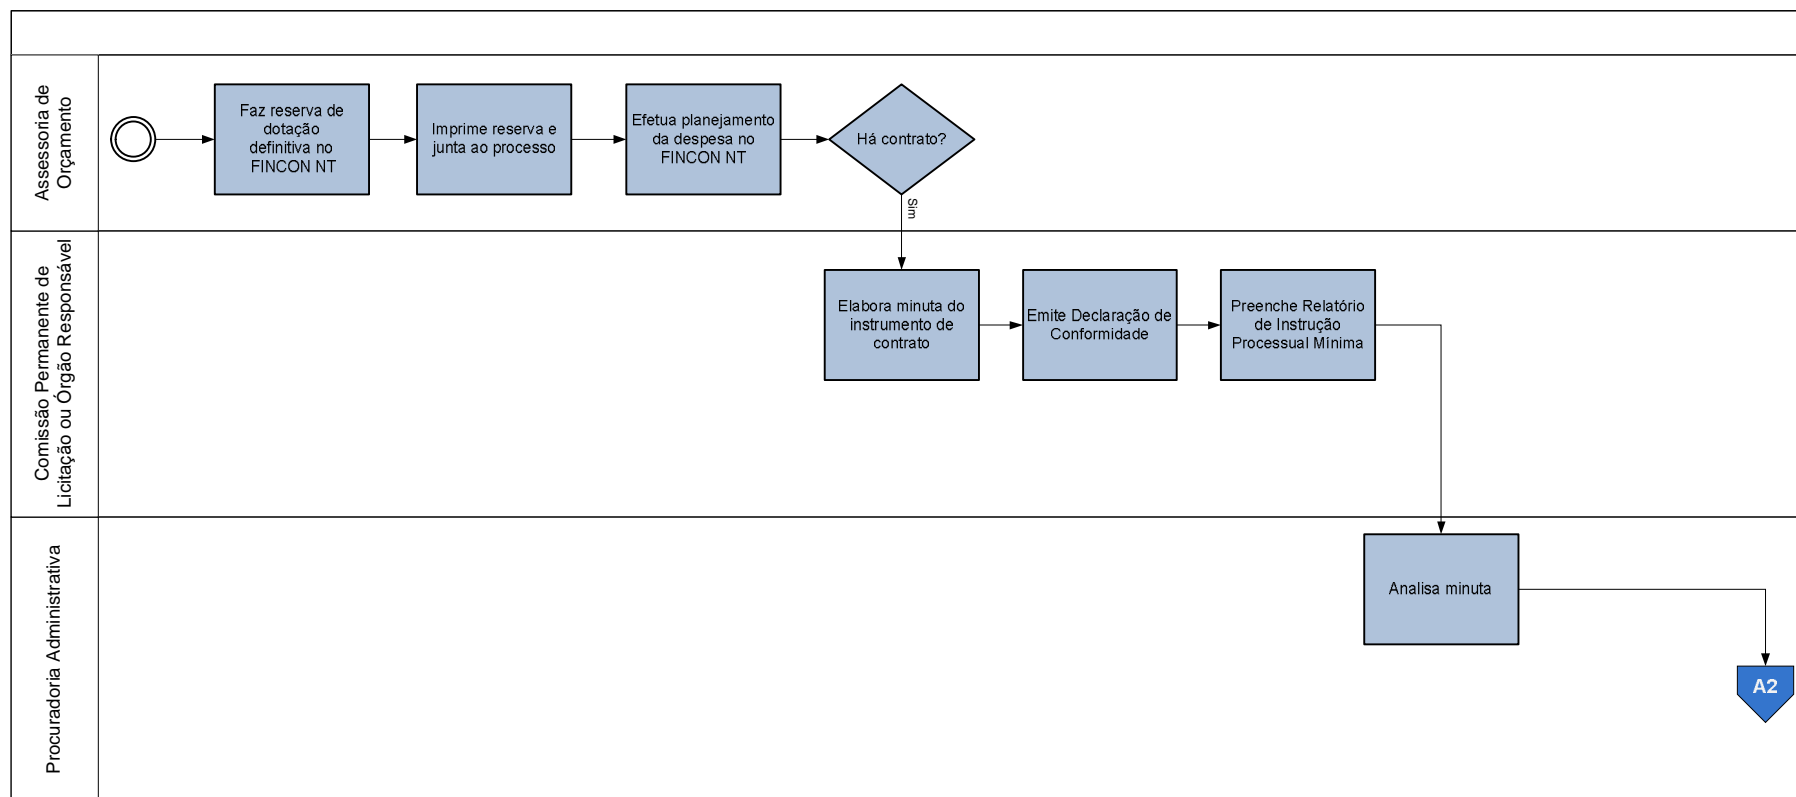 Assessoria de
Orçamento
Faz reserva de
dotação
definitiva no
FINCON NT
Imprime reserva e
junta ao processo
Efetua planejamento
da despesa no
FINCON NT
Há contrato?
Sim
Comissão Permanente de
Licitação ou Órgão Responsável
Elabora minuta do
instrumento de
contrato
Emite Declaração de
Conformidade
Preenche Relatório
de Instrução
Processual Mínima
Procuradoria Administrativa
Analisa minuta
A2